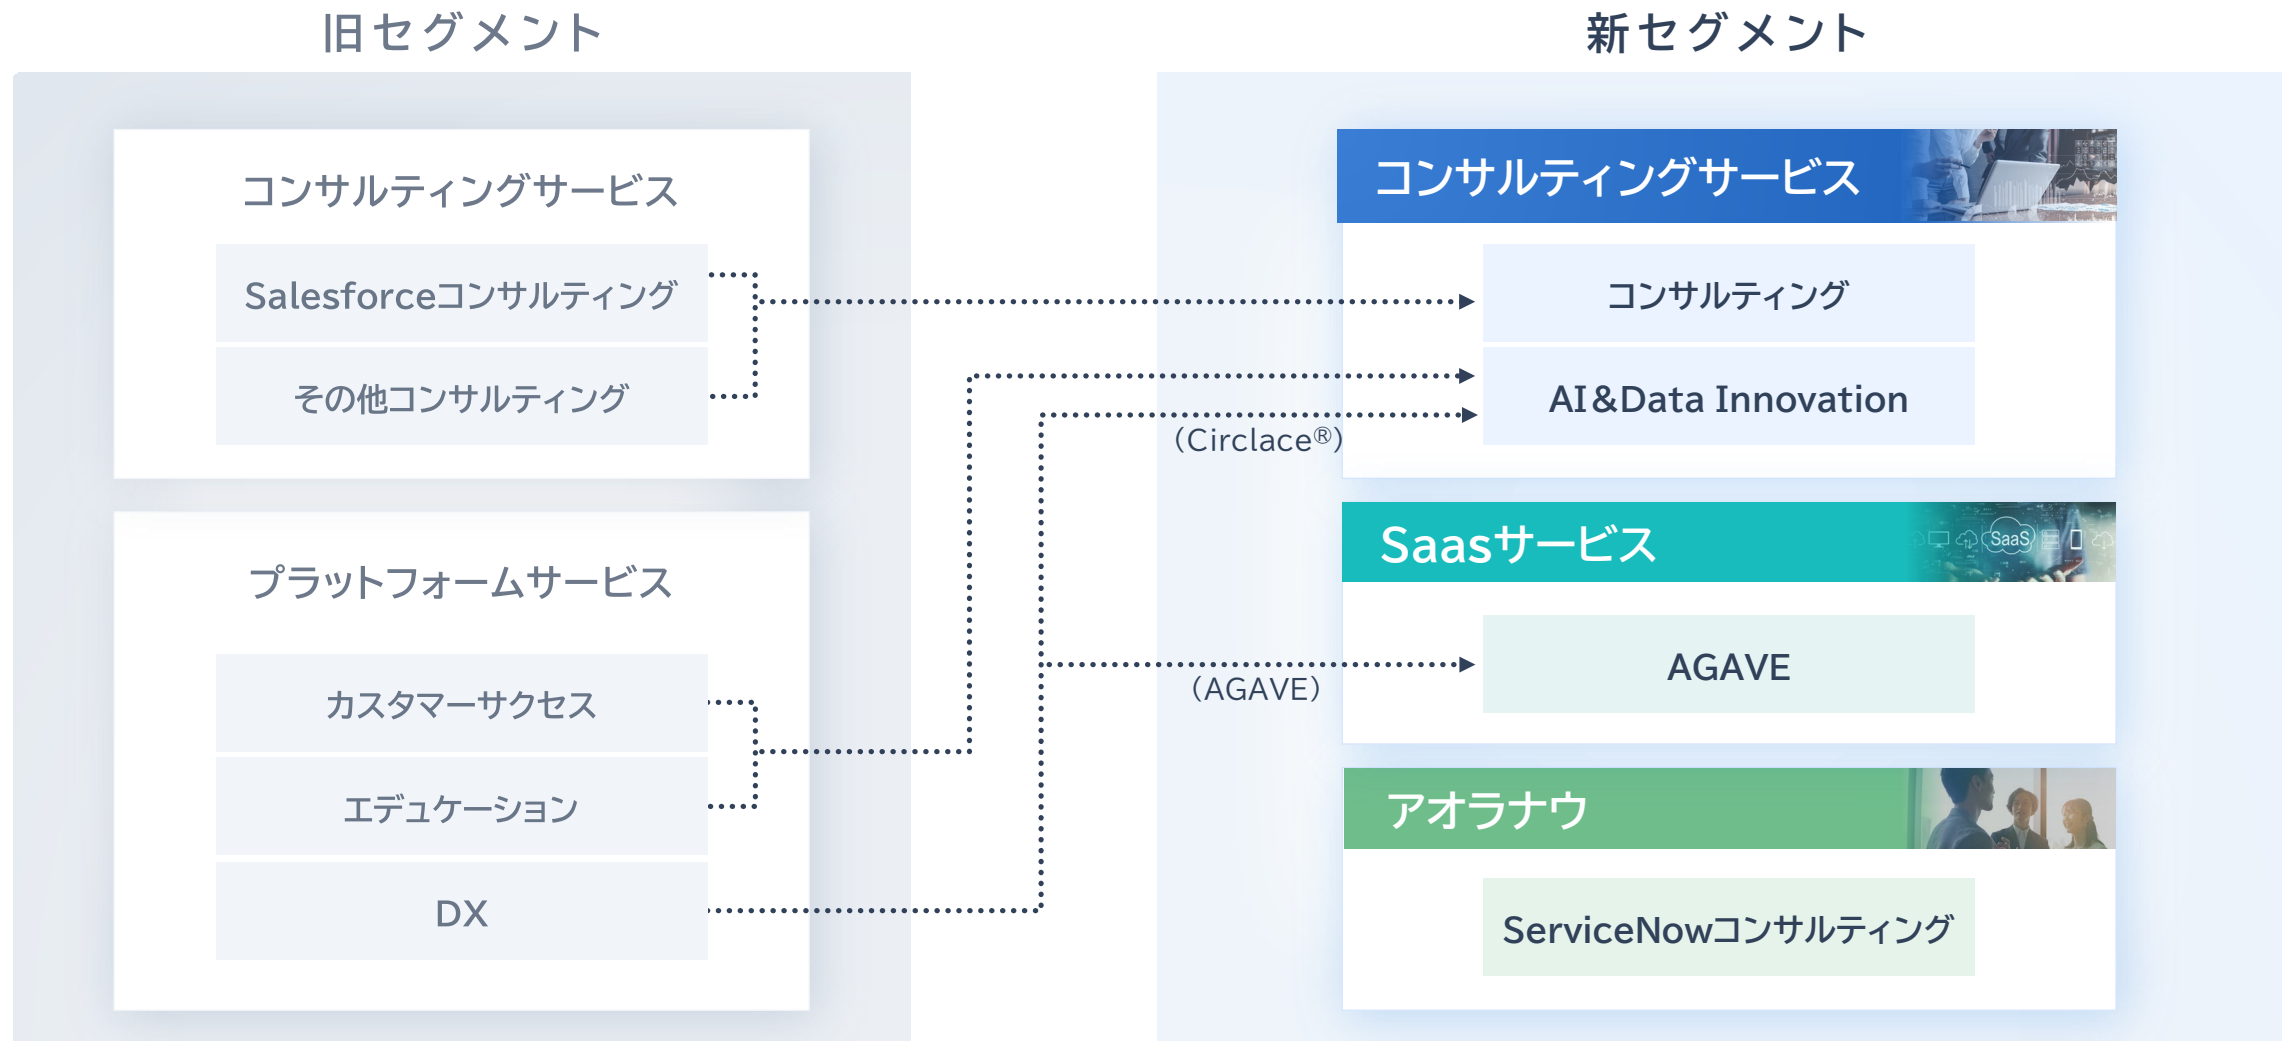 旧セグメント
コンサルティングサービス
Salesforceコンサルティング
その他コンサルティング
プラットフォームサービス
カスタマーサクセス
エデュケーション
DX
新セグメント
コンサルティングサービス
コンサルティング
AI&Data Innovation
（Circlace®）
Saasサービス
SaaS
AGAVE
（AGAVE）
アオラナウ
ServiceNowコンサルティング